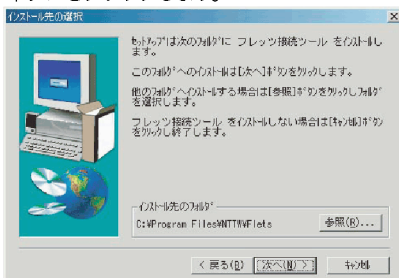 インストール先の選択
セットアップは次のフォルダに フレッツ接続ツール をインストールし
ます。
このフォルダへのインストールは[次へ]ボタンをクリックします。
他のフォルダへインストールする場合は[参照]ボタンをクリックしフォルダ
を選択します。
フレッツ接続ツール をインストールしない場合は[キャンセル]ボタン
をクリックし終了します。
インストール先のフォルダ
C:¥Program Files¥NTTW¥Flets
参照(R)...
< 戻る(B)
次へ(N) >
キャンセル